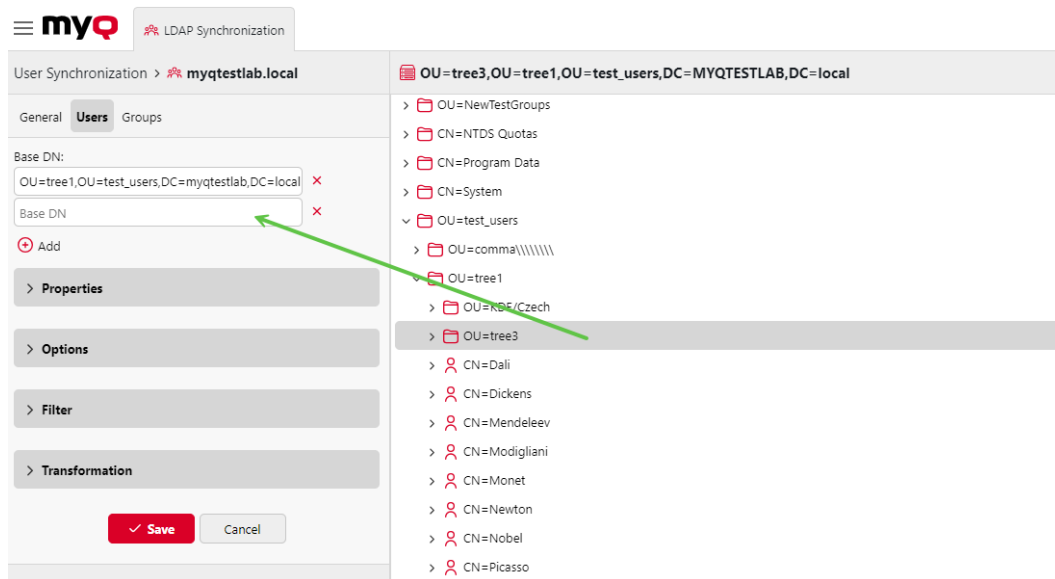 myQ
LDAP Synchronization
User Synchronization > myqtestlab.local
General Users Groups
Base DN:
OU=tree1,OU=test_users,DC=myqtestlab,DC=local
Base DN
Add
Properties
Options
Filter
Transformation
Save Cancel
OU=tree3,OU=tree1,OU=test_users,DC=MYQTESTLAB,DC=local
OU=NewTestGroups
CN=NTDS Quotas
CN=Program Data
CN=System
OU=test_users
OU=comma\\\\\\\\
OU=tree1
OU=KDE/Czech
OU=tree3
CN=Dali
CN=Dickens
CN=Mendeleev
CN=Modigliani
CN=Monet
CN=Newton
CN=Nobel
CN=Picasso